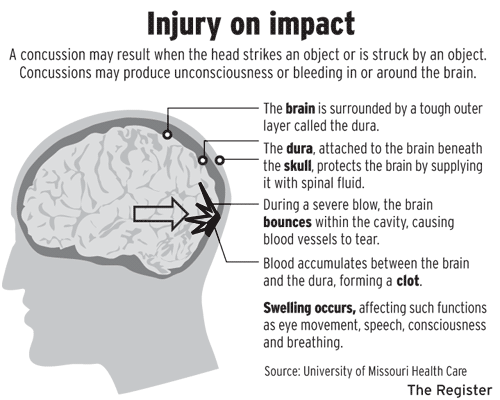 Injury on impact
A concussion may result when the head strikes an object or is struck by an object.
Concussions may produce unconsciousness or bleeding in or around the brain.
The brain is surrounded by a tough outer
layer called the dura.
The dura, attached to the brain beneath
the skull, protects the brain by supplying
it with spinal fluid.
During a severe blow, the brain
bounces within the cavity, causing
blood vessels to tear.
Blood accumulates between the brain
and the dura, forming a clot.
Swelling occurs, affecting such functions
as eye movement, speech, consciousness
and breathing.
Source: University of Missouri Health Care
The Register